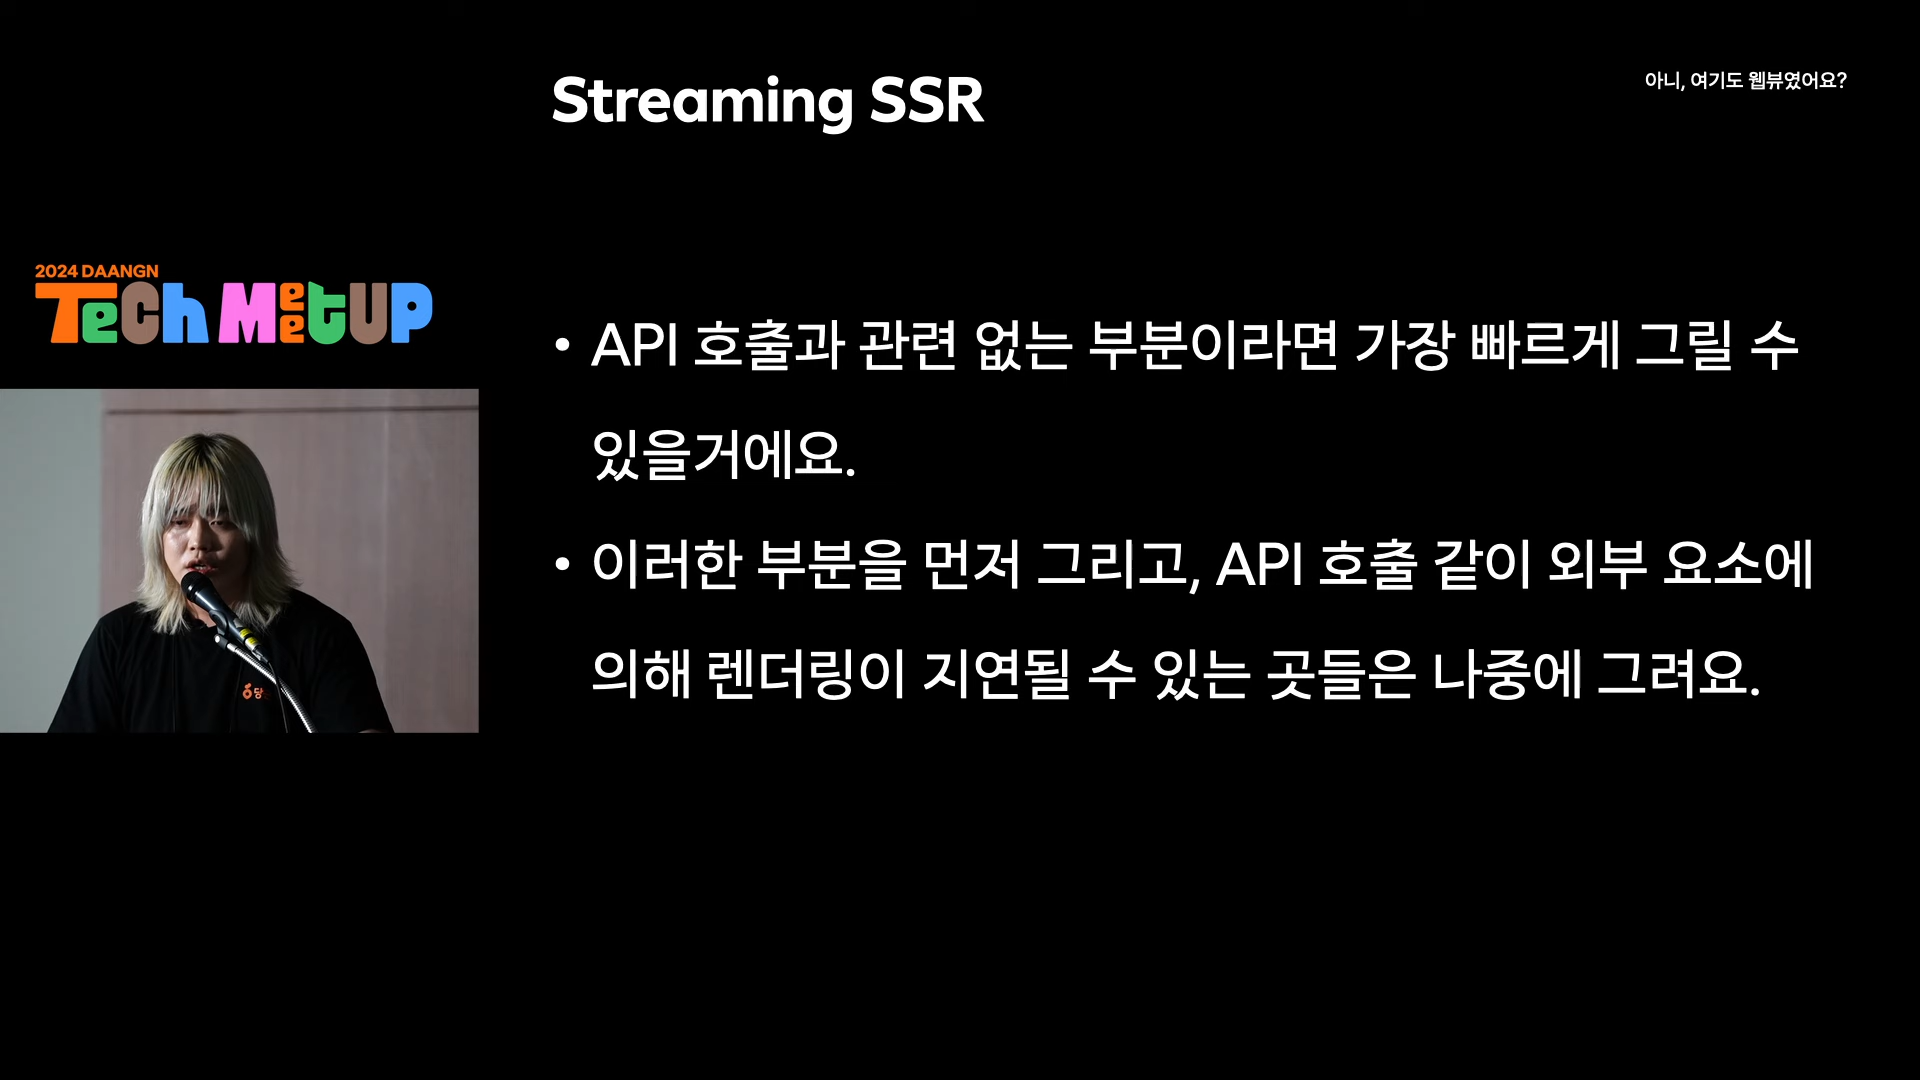 Streaming SSR
아니, 여기도 웹뷰였어요?
2024 DAANGN
Tech MeetUP
• API 호출과 관련 없는 부분이라면 가장 빠르게 그릴 수
있을거에요.
• 이러한 부분을 먼저 그리고, API 호출 같이 외부 요소에
의해 렌더링이 지연될 수 있는 곳들은 나중에 그려요.
당